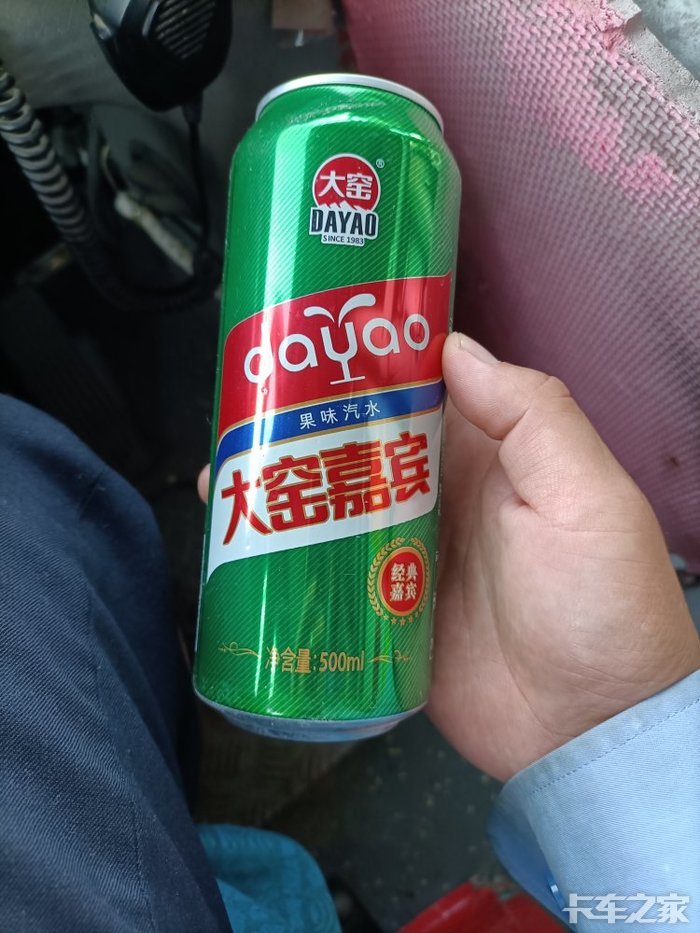 大窑®
DAYAO
SINCE 1983
dayao
果味汽水
大窑嘉宾
经典
嘉宾
净含量:500ml
卡车之家